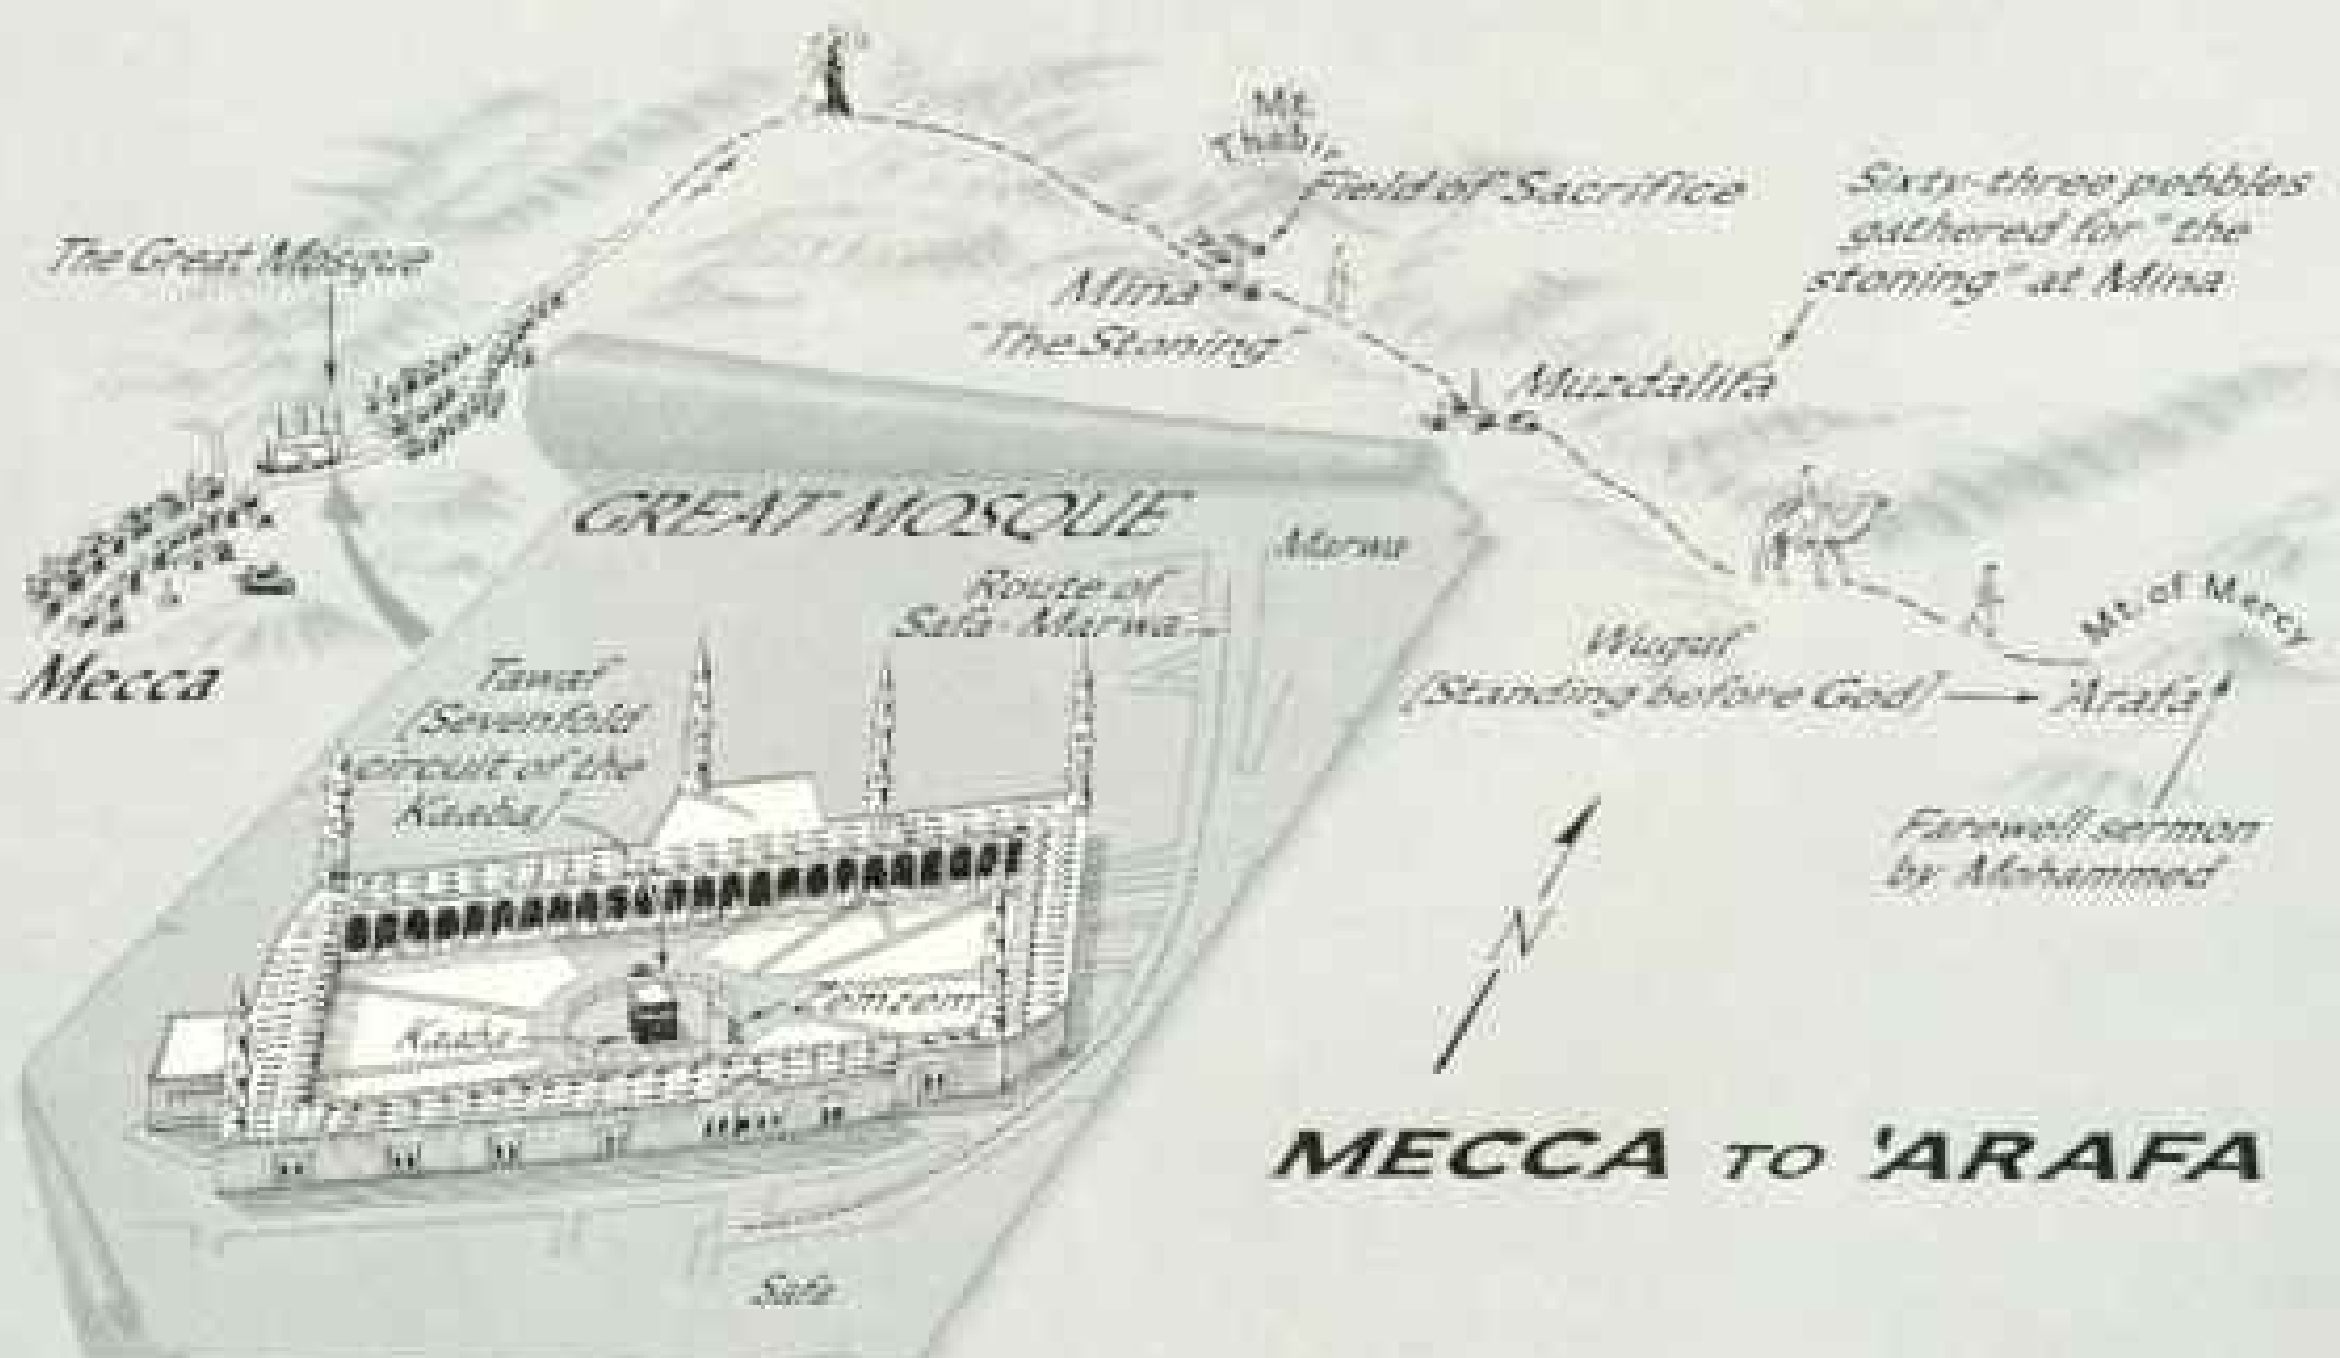 Mt.
Thabir
Field of Sacrifice
Sixty-three pebbles
gathered for "the
stoning" at Mina
The Great Mosque
Mina
"The Stoning"
Muzdalifa
GREAT MOSQUE
Marwa
Route of
Safa-Marwa
Mt. of Mercy
Wuquf
(Standing before God)
'Arafa
Mecca
Tawaf
(Sevenfold
circuit of the
Kaaba)
Farewell sermon
by Mohammed
N
Zemzem
Kaaba
MECCA TO 'ARAFA
Safa